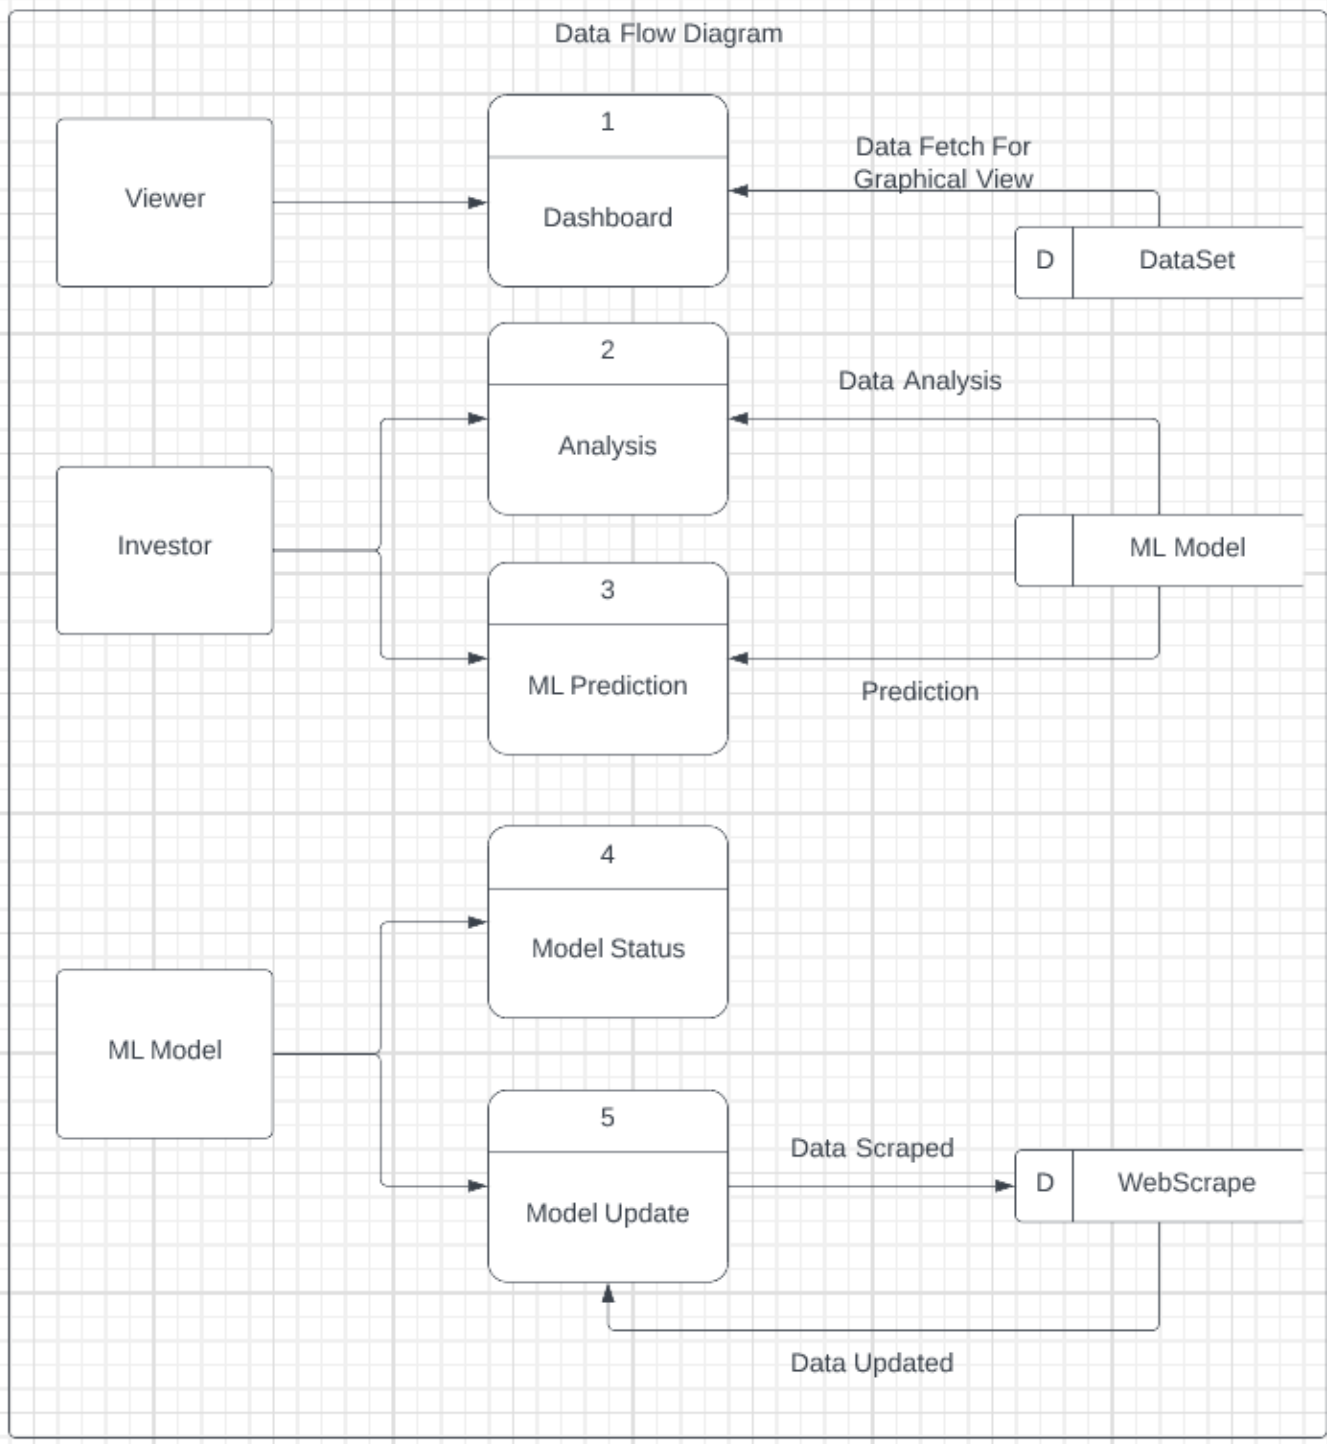 Data Flow Diagram
1
Viewer
Dashboard
Data Fetch For
Graphical View
D
DataSet
2
Analysis
Data Analysis
Investor
ML Model
3
ML Prediction
Prediction
4
Model Status
ML Model
5
Model Update
Data Scraped
D
WebScrape
Data Updated